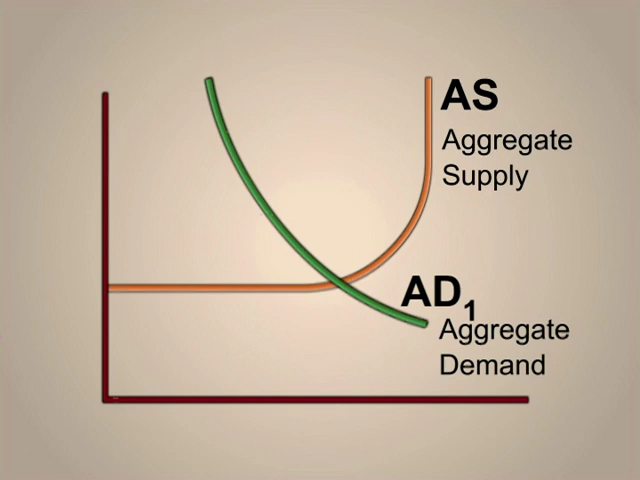 AS
Aggregate
Supply
AD1
Aggregate
Demand